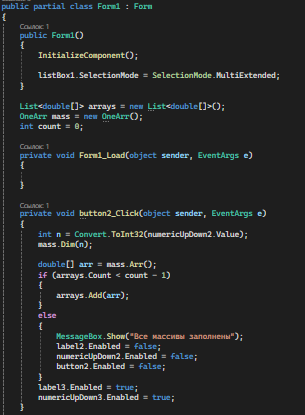 public partial class Form1 : Form
{
Ссылок: 1
public Form1()
{
InitializeComponent();
listBox1.SelectionMode = SelectionMode.MultiExtended;
}
List<double[]> arrays = new List<double[]>();
OneArr mass = new OneArr();
int count = 0;
Ссылок: 1
private void Form1_Load(object sender, EventArgs e)
{
}
Ссылок: 1
private void button2_Click(object sender, EventArgs e)
{
int n = Convert.ToInt32(numericUpDown2.Value);
mass.Dim(n);
double[] arr = mass.Arr();
if (arrays.Count < count - 1)
{
arrays.Add(arr);
}
else
{
MessageBox.Show("Все массивы заполнены");
label2.Enabled = false;
numericUpDown2.Enabled = false;
button2.Enabled = false;
}
label3.Enabled = true;
numericUpDown3.Enabled = true;
}